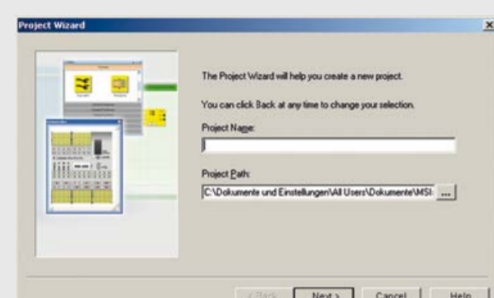 Project Wizard
The Project Wizard will help you create a new project.
You can click Back at any time to change your selection.
Project Name:
Project Path:
C:\Dokumente und Einstellungen\All Users\Dokumente\MSI\ ...
< Back Next > Cancel Help